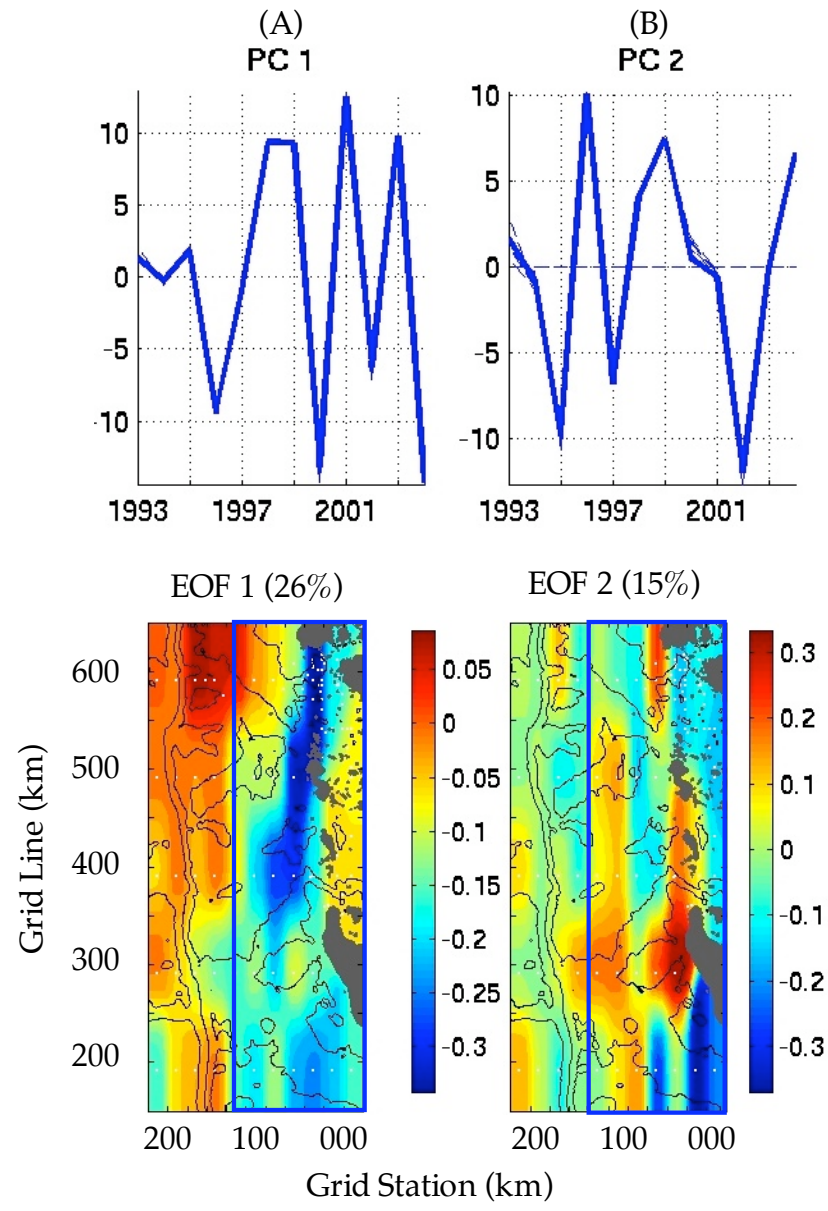 (A)
PC 1
10
5
0
-5
-10
1993 1997 2001
(B)
PC 2
10
5
0
-5
-10
1993 1997 2001
EOF 1 (26%)
600
500
400
300
200
Grid Line (km)
200 100 000
0.05
0
-0.05
-0.1
-0.15
-0.2
-0.25
-0.3
EOF 2 (15%)
200 100 000
0.3
0.2
0.1
0
-0.1
-0.2
-0.3
Grid Station (km)